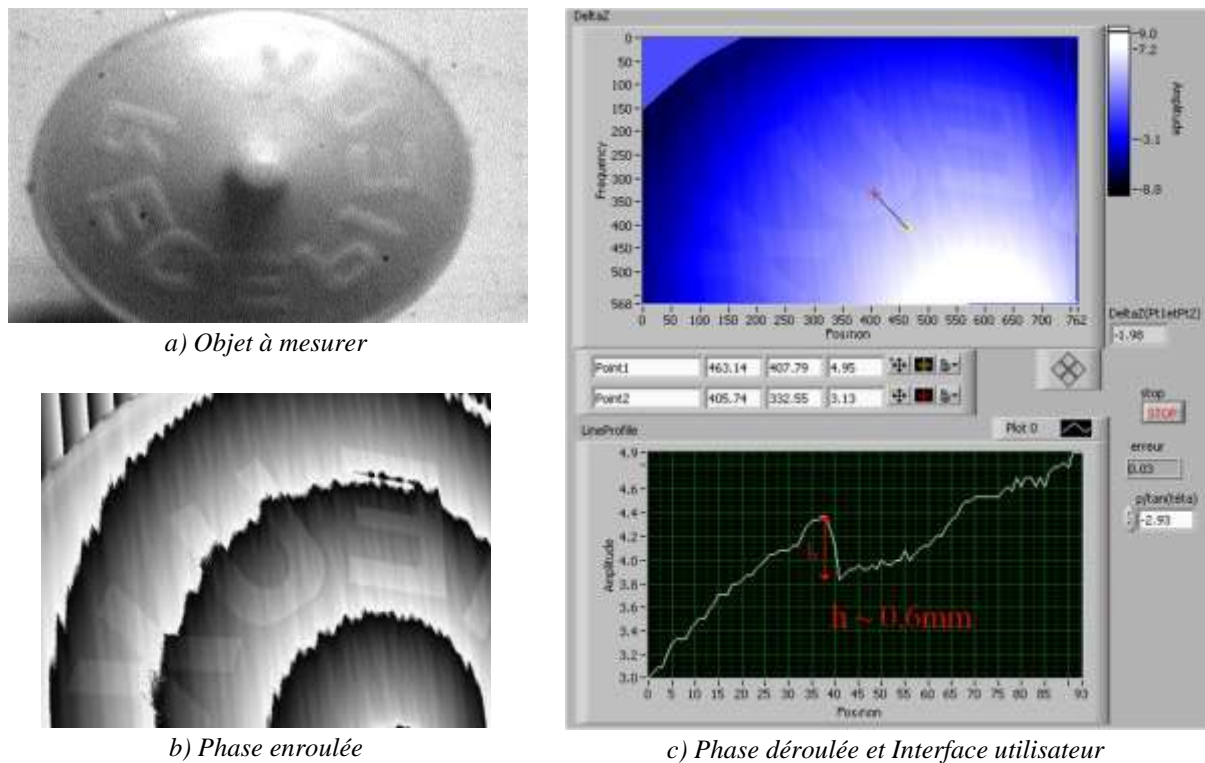 DeltaZ
0
50
100
150
200
250
300
350
400
450
500
568
Frequency
0 50 100 150 200 250 300 350 400 450 500 550 600 650 700 762
Position
9.0
7.2
-3.1
-8.8
Amplitude
DeltaZ(Pt1etPt2)
-1.98
Point1 463.14 407.79 4.95
Point2 405.74 332.55 3.13
stop
STOP
erreur
0.03
p/tan(téta)
-2.93
LineProfile
Plot 0
4.9
4.6
4.4
4.2
4.0
3.8
3.6
3.4
3.2
3.0
Amplitude
h
h ~ 0.6mm
0 5 10 15 20 25 30 35 40 45 50 55 60 65 70 75 80 85 93
Position
a) Objet à mesurer
b) Phase enroulée
c) Phase déroulée et Interface utilisateur